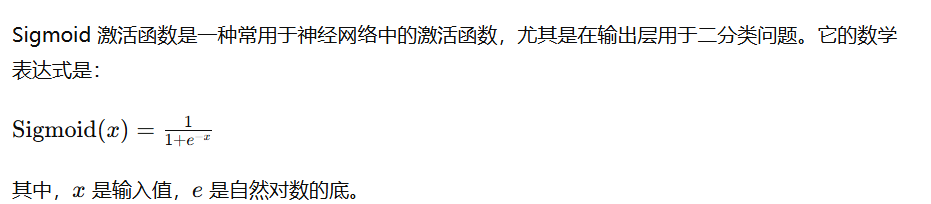 Sigmoid 激活函数是一种常用于神经网络中的激活函数，尤其是在输出层用于二分类问题。它的数学
表达式是：
Sigmoid(x) = \frac{1}{1+e^{-x}}
其中，x 是输入值，e 是自然对数的底。